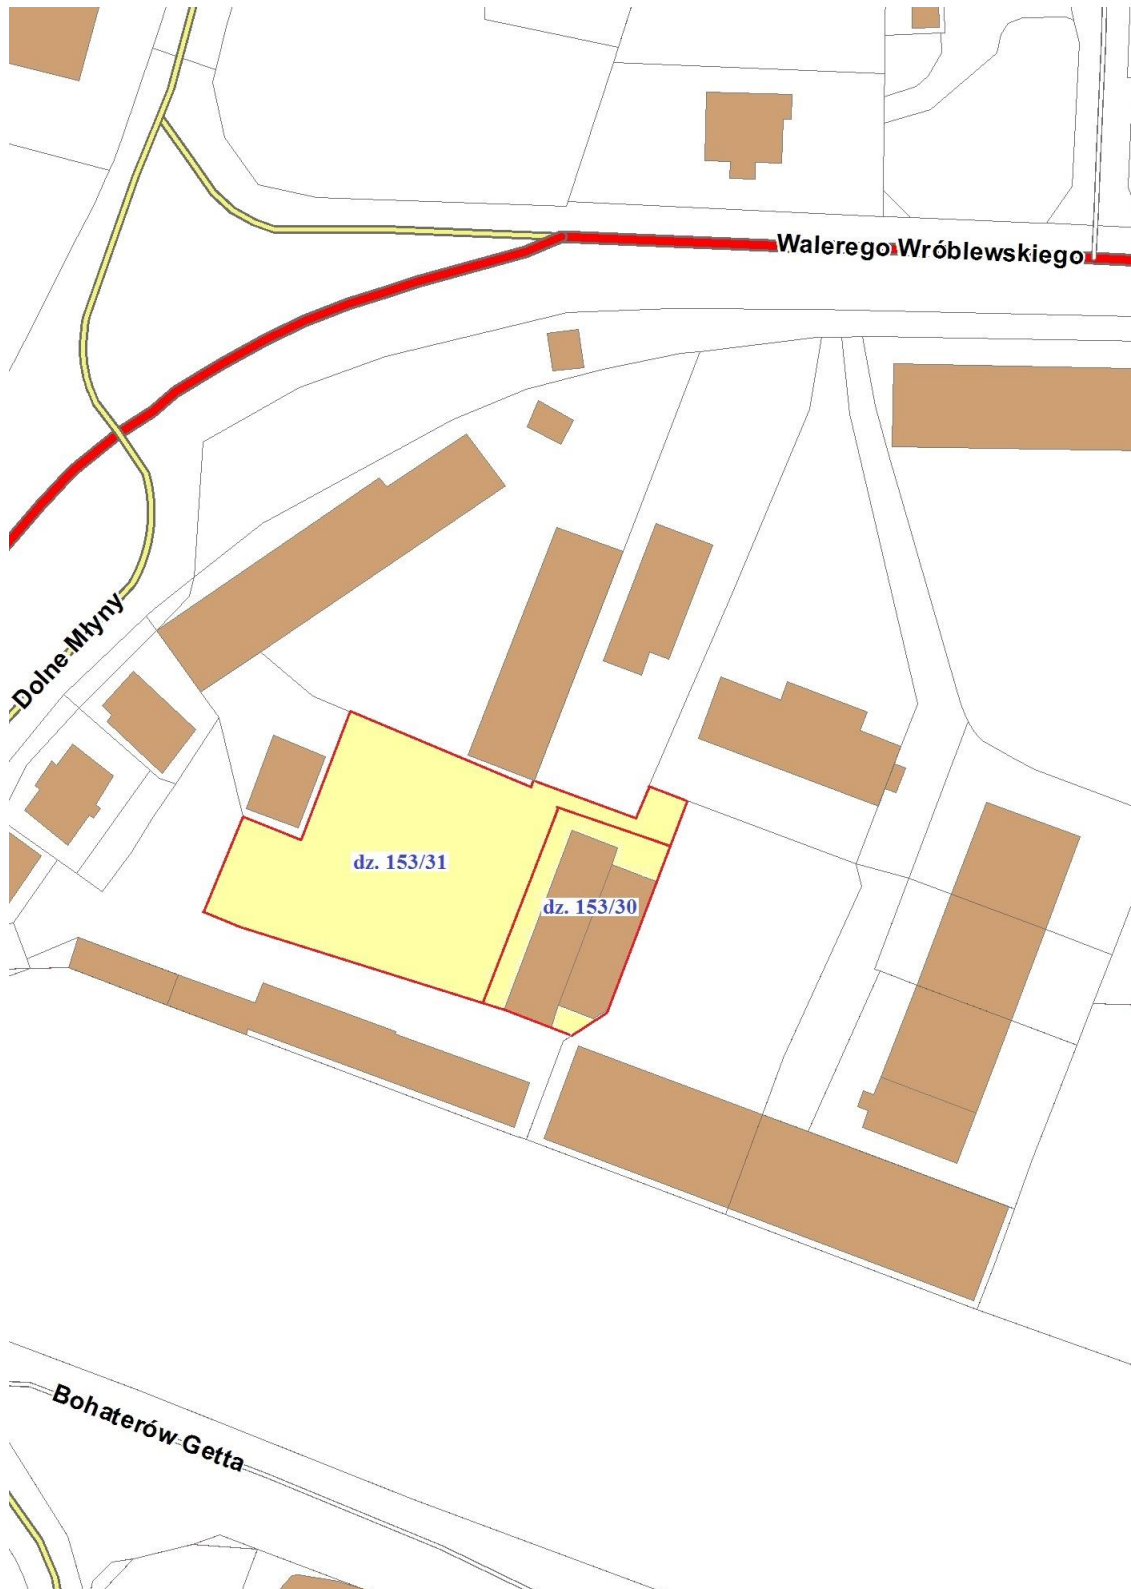 Walerego Wróblewskiego
Dolne Młyny
dz. 153/31
dz. 153/30
Bohaterów Getta